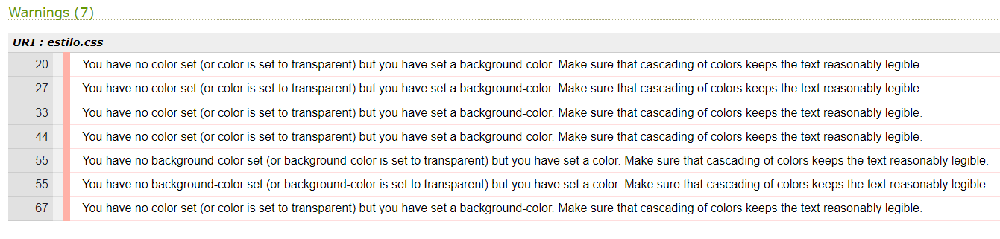 Warnings (7)
URI : estilo.css
20 You have no color set (or color is set to transparent) but you have set a background-color. Make sure that cascading of colors keeps the text reasonably legible.
27 You have no color set (or color is set to transparent) but you have set a background-color. Make sure that cascading of colors keeps the text reasonably legible.
33 You have no color set (or color is set to transparent) but you have set a background-color. Make sure that cascading of colors keeps the text reasonably legible.
44 You have no color set (or color is set to transparent) but you have set a background-color. Make sure that cascading of colors keeps the text reasonably legible.
55 You have no background-color set (or background-color is set to transparent) but you have set a color. Make sure that cascading of colors keeps the text reasonably legible.
55 You have no background-color set (or background-color is set to transparent) but you have set a color. Make sure that cascading of colors keeps the text reasonably legible.
67 You have no color set (or color is set to transparent) but you have set a background-color. Make sure that cascading of colors keeps the text reasonably legible.